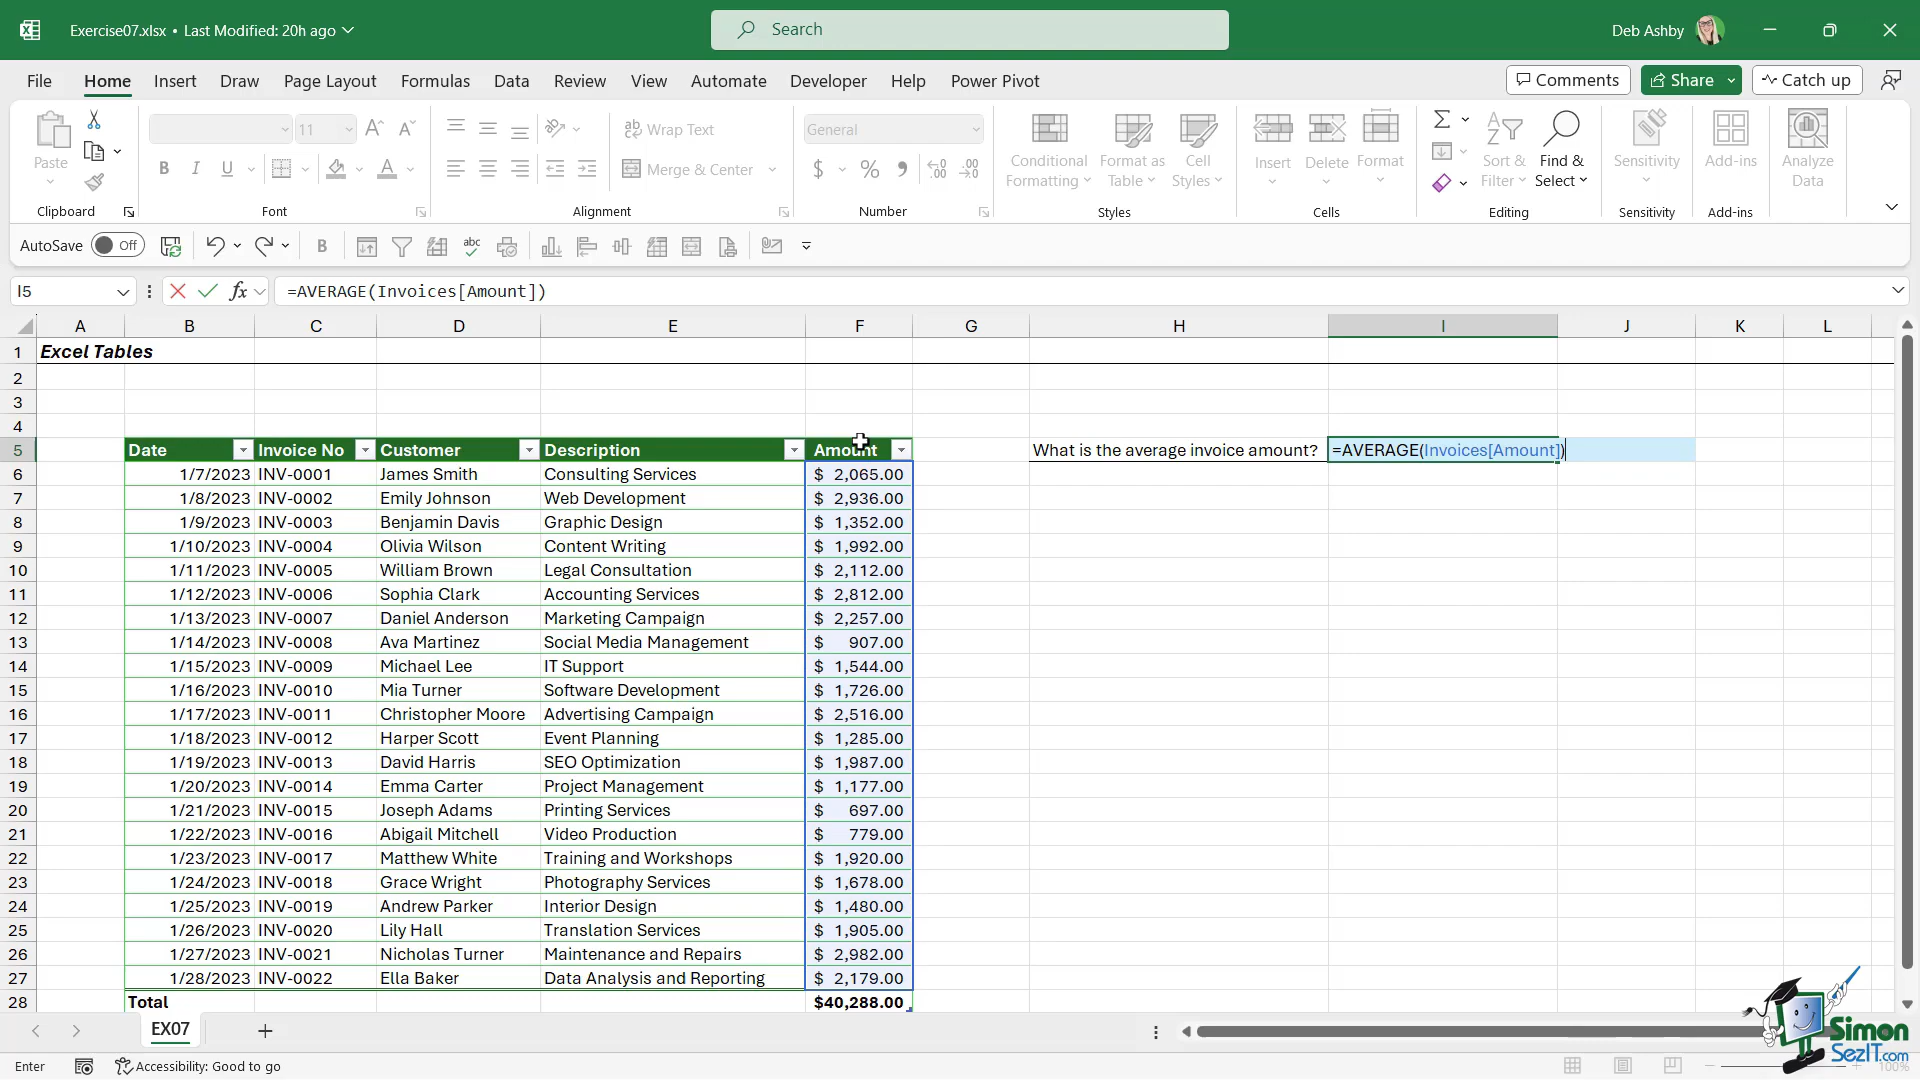 Exercise07.xlsx • Last Modified: 20h ago
Search
Deb Ashby
File Home Insert Draw Page Layout Formulas Data Review View Automate Developer Help Power Pivot
Comments Share Catch up
Paste
11
Wrap Text
Merge & Center
General
Conditional Formatting
Format as Table
Cell Styles
Insert
Delete
Format
Sort & Filter
Find & Select
Sensitivity
Add-ins
Analyze Data
Clipboard Font Alignment Number Styles Cells Editing Sensitivity Add-ins
AutoSave Off
I5
=AVERAGE(Invoices[Amount])
A B C D E F G H I J K L
1 Excel Tables
2
3
4
5 Date Invoice No Customer Description Amount What is the average invoice amount? =AVERAGE(Invoices[Amount])
6 1/7/2023 INV-0001 James Smith Consulting Services $ 2,065.00
7 1/8/2023 INV-0002 Emily Johnson Web Development $ 2,936.00
8 1/9/2023 INV-0003 Benjamin Davis Graphic Design $ 1,352.00
9 1/10/2023 INV-0004 Olivia Wilson Content Writing $ 1,992.00
10 1/11/2023 INV-0005 William Brown Legal Consultation $ 2,112.00
11 1/12/2023 INV-0006 Sophia Clark Accounting Services $ 2,812.00
12 1/13/2023 INV-0007 Daniel Anderson Marketing Campaign $ 2,257.00
13 1/14/2023 INV-0008 Ava Martinez Social Media Management $ 907.00
14 1/15/2023 INV-0009 Michael Lee IT Support $ 1,544.00
15 1/16/2023 INV-0010 Mia Turner Software Development $ 1,726.00
16 1/17/2023 INV-0011 Christopher Moore Advertising Campaign $ 2,516.00
17 1/18/2023 INV-0012 Harper Scott Event Planning $ 1,285.00
18 1/19/2023 INV-0013 David Harris SEO Optimization $ 1,987.00
19 1/20/2023 INV-0014 Emma Carter Project Management $ 1,177.00
20 1/21/2023 INV-0015 Joseph Adams Printing Services $ 697.00
21 1/22/2023 INV-0016 Abigail Mitchell Video Production $ 779.00
22 1/23/2023 INV-0017 Matthew White Training and Workshops $ 1,920.00
23 1/24/2023 INV-0018 Grace Wright Photography Services $ 1,678.00
24 1/25/2023 INV-0019 Andrew Parker Interior Design $ 1,480.00
25 1/26/2023 INV-0020 Lily Hall Translation Services $ 1,905.00
26 1/27/2023 INV-0021 Nicholas Turner Maintenance and Repairs $ 2,982.00
27 1/28/2023 INV-0022 Ella Baker Data Analysis and Reporting $ 2,179.00
28 Total $40,288.00
EX07
Enter
Accessibility: Good to go
100%
Simon
SezIT.com